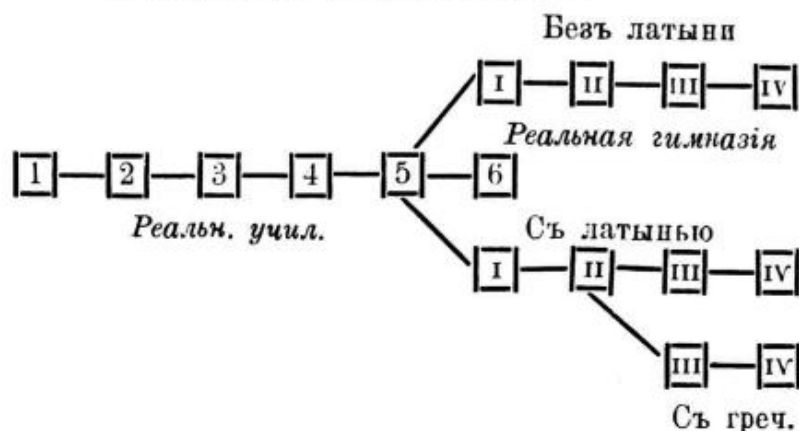 Безъ латыни
I II III IV
Реальная гимназія
1 2 3 4 5 6
Реальн. учил.
Съ латынью
I II III IV
III IV
Съ греч.